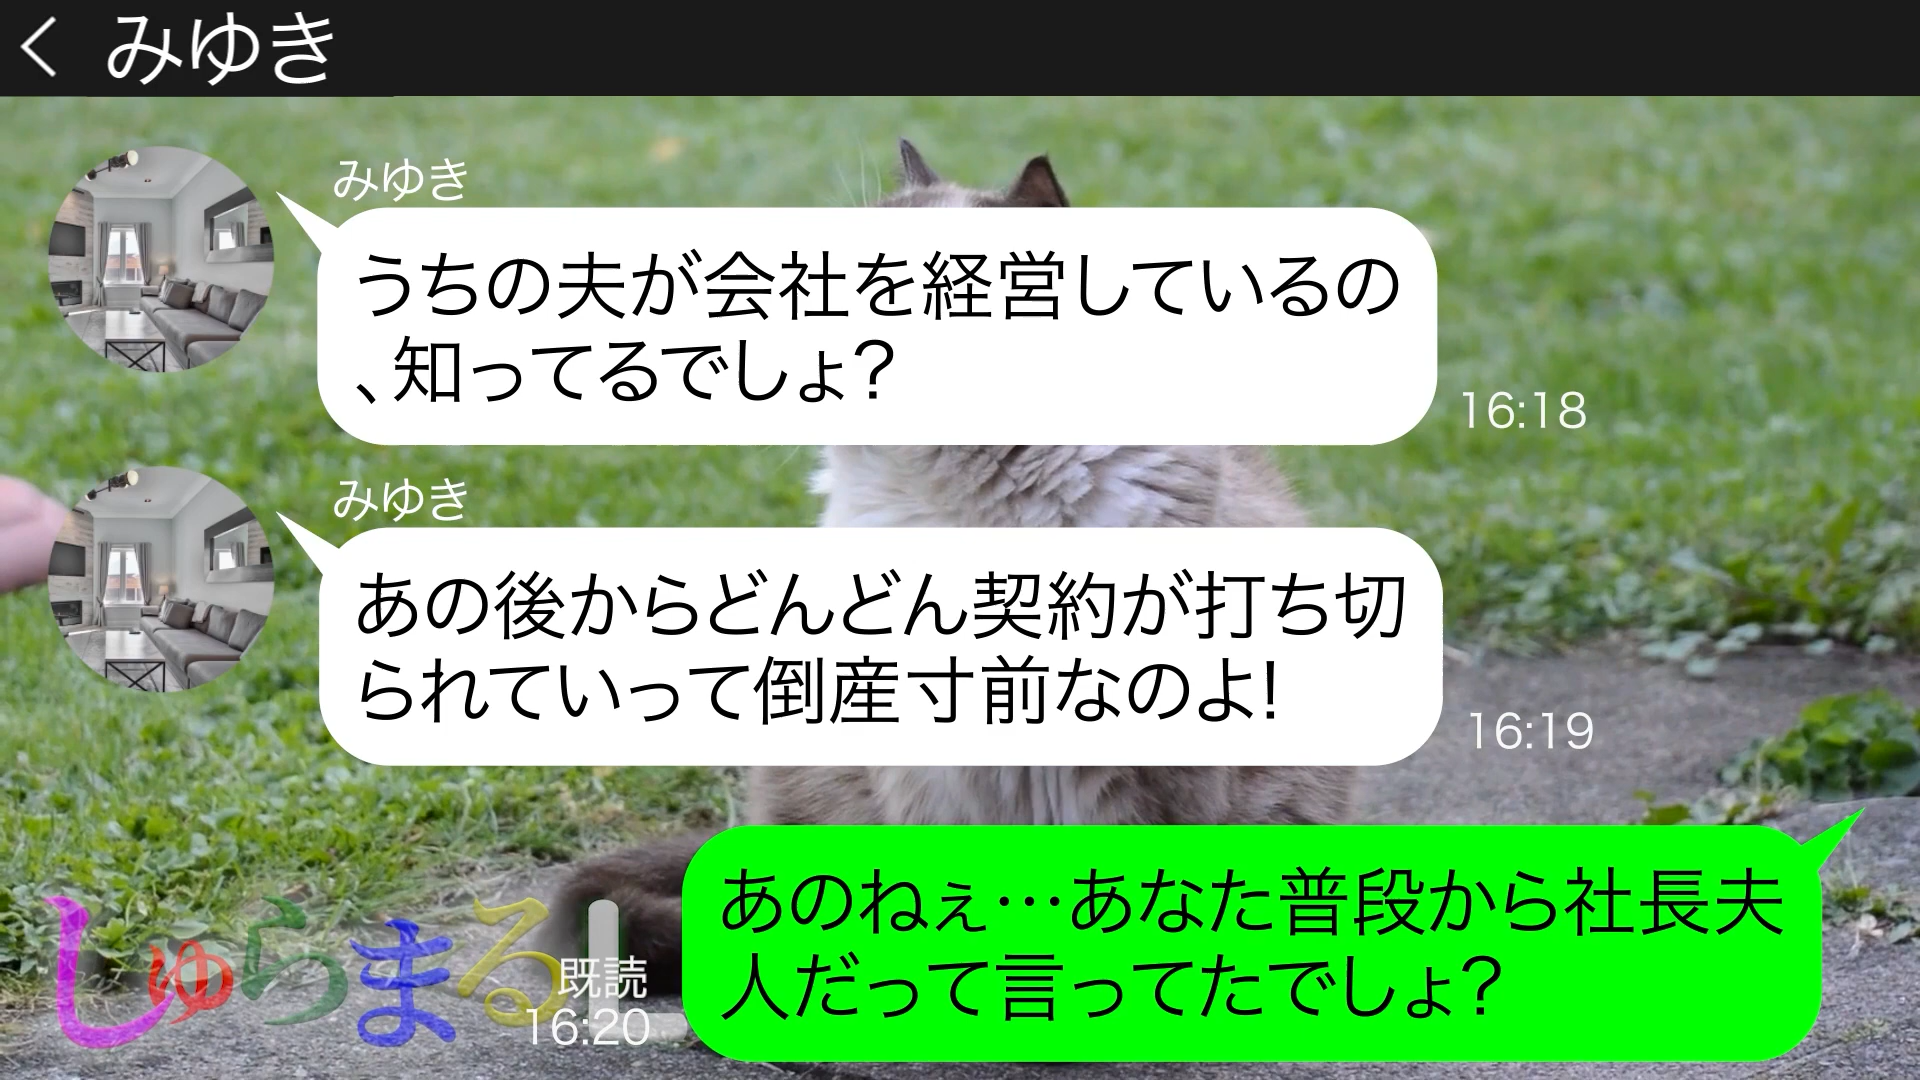 みゆき
みゆき
うちの夫が会社を経営しているの
、知ってるでしょ?
16:18
みゆき
あの後からどんどん契約が打ち切
られていって倒産寸前なのよ!
16:19
あのねぇ…あなた普段から社長夫
人だって言ってたでしょ?
既読
16:20
しゅらまる